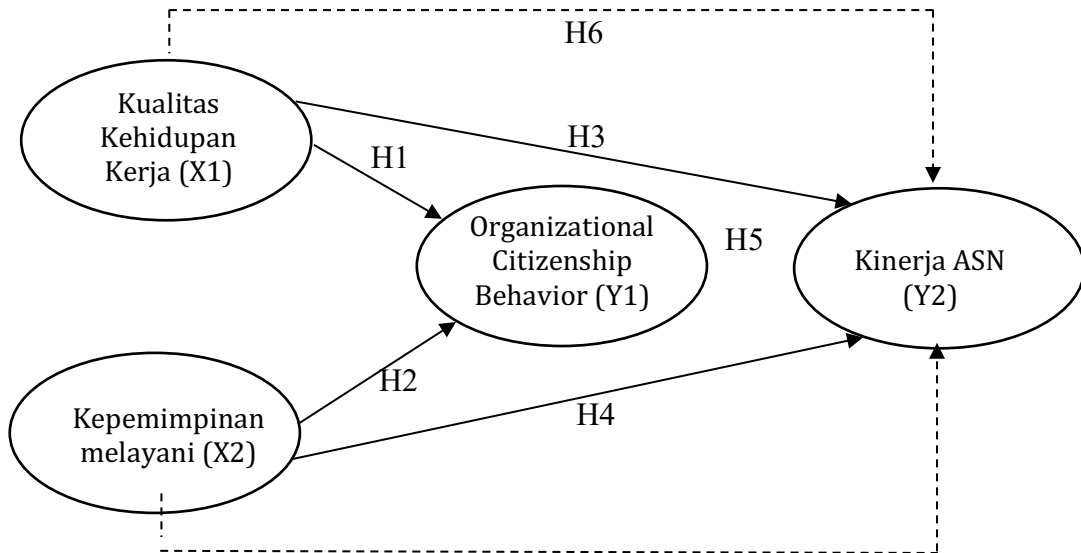 H6
Kualitas
Kehidupan
Kerja (X1)
H3
H1
Organizational
Citizenship
Behavior (Y1)
H5
Kinerja ASN
(Y2)
H2
Kepemimpinan
melayani (X2)
H4